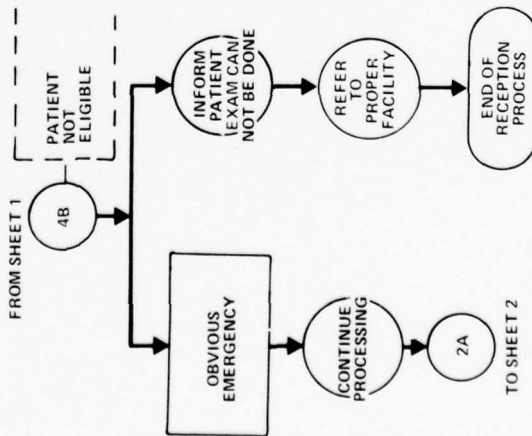 FROM SHEET 1
4B
PATIENT
NOT
ELIGIBLE
OBVIOUS
EMERGENCY
CONTINUE
PROCESSING
2A
TO SHEET 2
INFORM
PATIENT
EXAM CAN
NOT BE DONE
REFER
TO
PROPER
FACILITY
END OF
RECEPTION
PROCESS